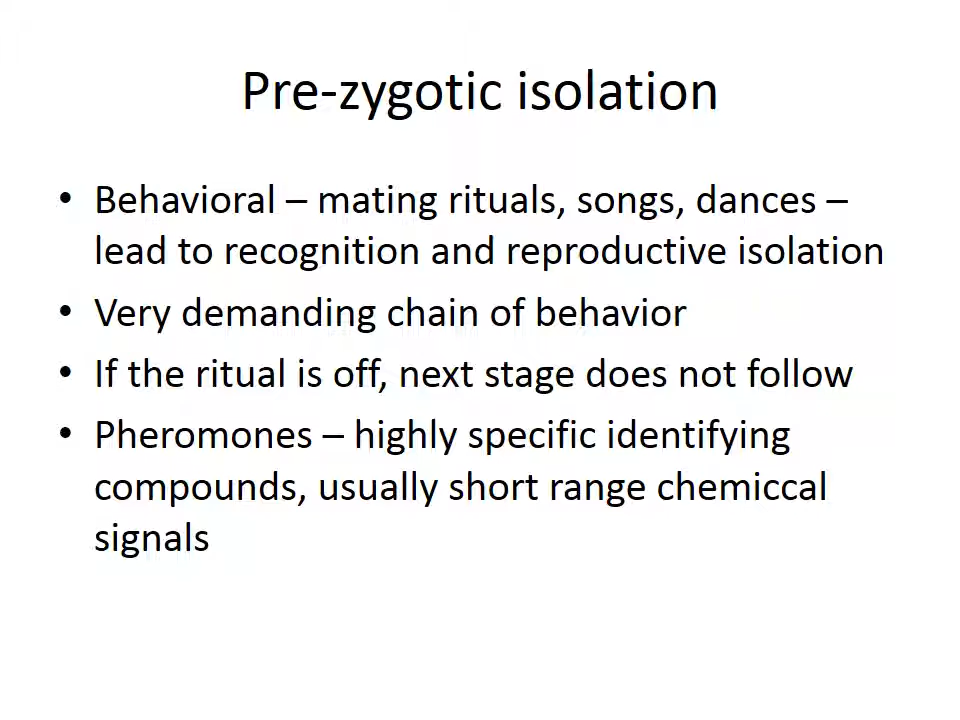 Pre-zygotic isolation
• Behavioral – mating rituals, songs, dances –
lead to recognition and reproductive isolation
• Very demanding chain of behavior
• If the ritual is off, next stage does not follow
• Pheromones – highly specific identifying
compounds, usually short range chemiccal
signals